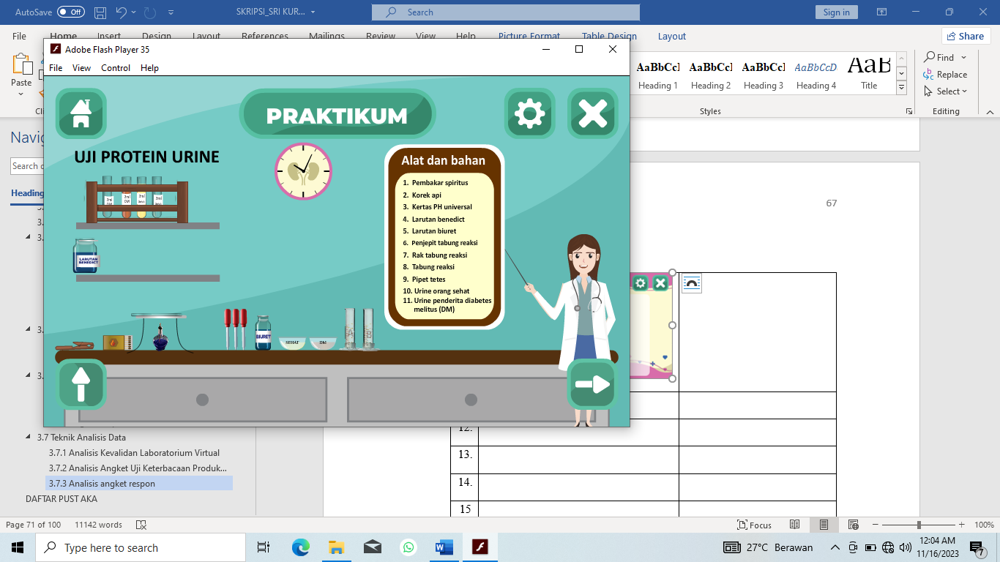 AutoSave Off
SKRIPSI_SRI KUR...
Search
Sign in
File Home Insert Design Layout References Mailings Review View Help Picture Format Table Design Layout
Share
Adobe Flash Player 35
File View Control Help
Paste
AaBbCcI AaBbCcI AaBbCcI AaBbCcD AaB
Heading 1 Heading 2 Heading 3 Heading 4 Title
Styles
Find
Replace
Select
Editing
Navig
Search
Heading
PRAKTIKUM
UJI PROTEIN URINE
Alat dan bahan
1. Pembakar spiritus
2. Korek api
3. Kertas PH universal
4. Larutan benedict
5. Larutan biuret
6. Penjepit tabung reaksi
7. Rak tabung reaksi
8. Tabung reaksi
9. Pipet tetes
10. Urine orang sehat
11. Urine penderita diabetes
melitus (DM)
2ml
2ml
DM
2ml
2ml
LARUTAN
BENEDICT
BIURET
SEHAT
DM
67
12.
13.
14.
15
3.7 Teknik Analisis Data
3.7.1 Analisis Kevalidan Laboratorium Virtual
3.7.2 Analisis Angket Uji Keterbacaan Produk...
3.7.3 Analisis angket respon
DAFTAR PUST AKA
Page 71 of 100 11142 words
Focus
100%
Type here to search
27°C Berawan
12:04 AM
11/16/2023
7